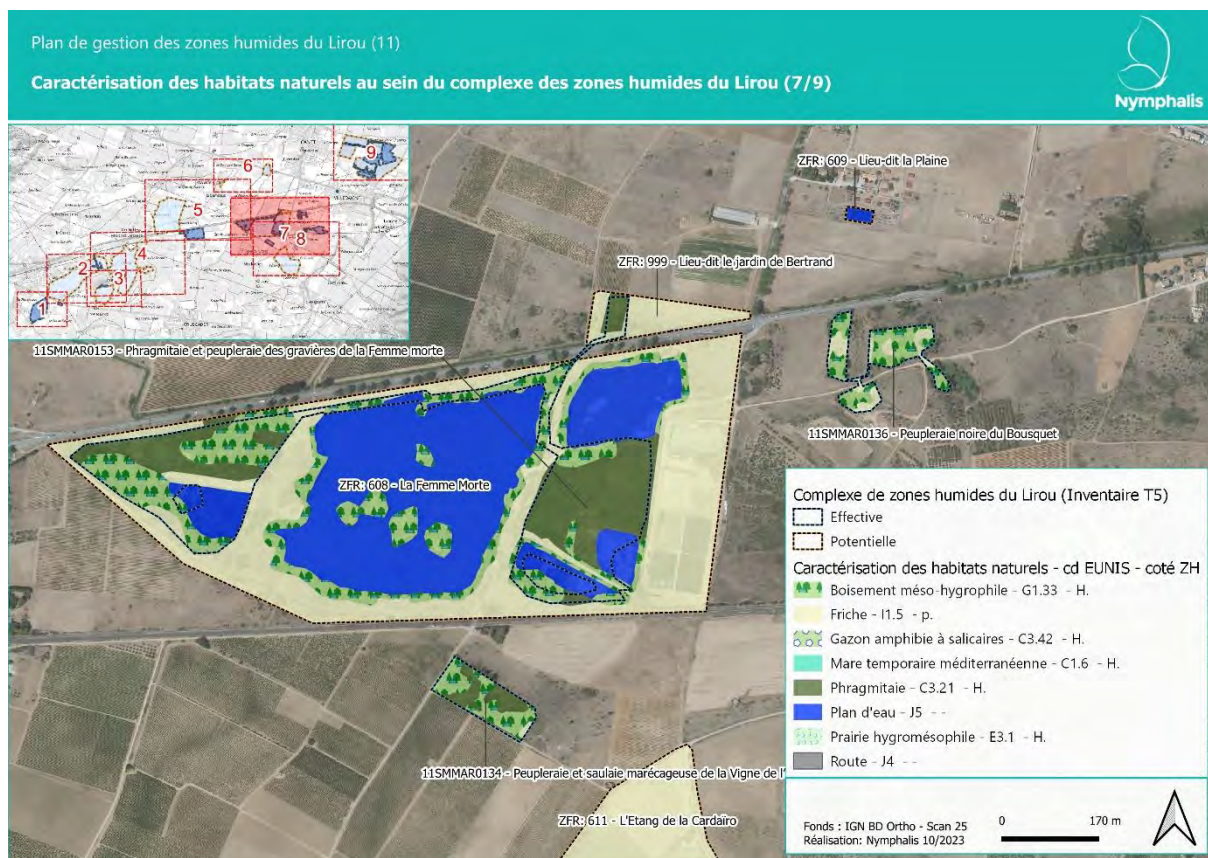 Plan de gestion des zones humides du Lirou (11)
Caractérisation des habitats naturels au sein du complexe des zones humides du Lirou (7/9)
Nymphalis
1
2
3
4
5
6
7
8
9
ZFR: 609 - Lieu-dit la Plaine
ZFR: 999 - Lieu-dit le jardin de Bertrand
11SMMAR0153 - Phragmitaie et peupleraie des gravières de la Femme morte
11SMMAR0136 - Peupleraie noire du Bousquet
ZFR: 608 - La Femme Morte
11SMMAR0134 - Peupleraie et saulaie marécageuse de la Vigne de l'
ZFR: 611 - L'Etang de la Cardaïro
Complexe de zones humides du Lirou (Inventaire T5)
Effective
Potentielle
Caractérisation des habitats naturels - cd EUNIS - coté ZH
Boisement méso-hygrophile - G1.33 - H.
Friche - I1.5 - p.
Gazon amphibie à salicaires - C3.42 - H.
Mare temporaire méditerranéenne - C1.6 - H.
Phragmitaie - C3.21 - H.
Plan d'eau - J5 - -
Prairie hygromésophile - E3.1 - H.
Route - J4 - -
Fonds : IGN BD Ortho - Scan 25
Réalisation: Nymphalis 10/2023
0 170 m